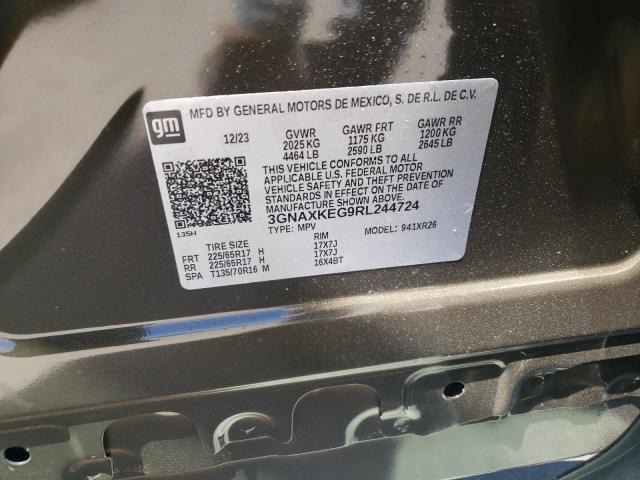 gm
MFD BY GENERAL MOTORS DE MEXICO, S. DE R.L. DE C.V.
12/23 GVWR GAWR FRT GAWR RR
2025 KG 1175 KG 1200 KG
4464 LB 2590 LB 2645 LB
THIS VEHICLE CONFORMS TO ALL
APPLICABLE U.S. FEDERAL MOTOR
VEHICLE SAFETY AND THEFT PREVENTION
STANDARDS IN EFFECT ON THE DATE
OF MANUFACTURE SHOWN ABOVE.
3GNAXKEG9RL244724
135H TYPE: MPV MODEL: 941XR26
TIRE SIZE RIM
FRT 225/65R17 H 17X7J
RR 225/65R17 H 17X7J
SPA T135/70R16 M 16X4BT